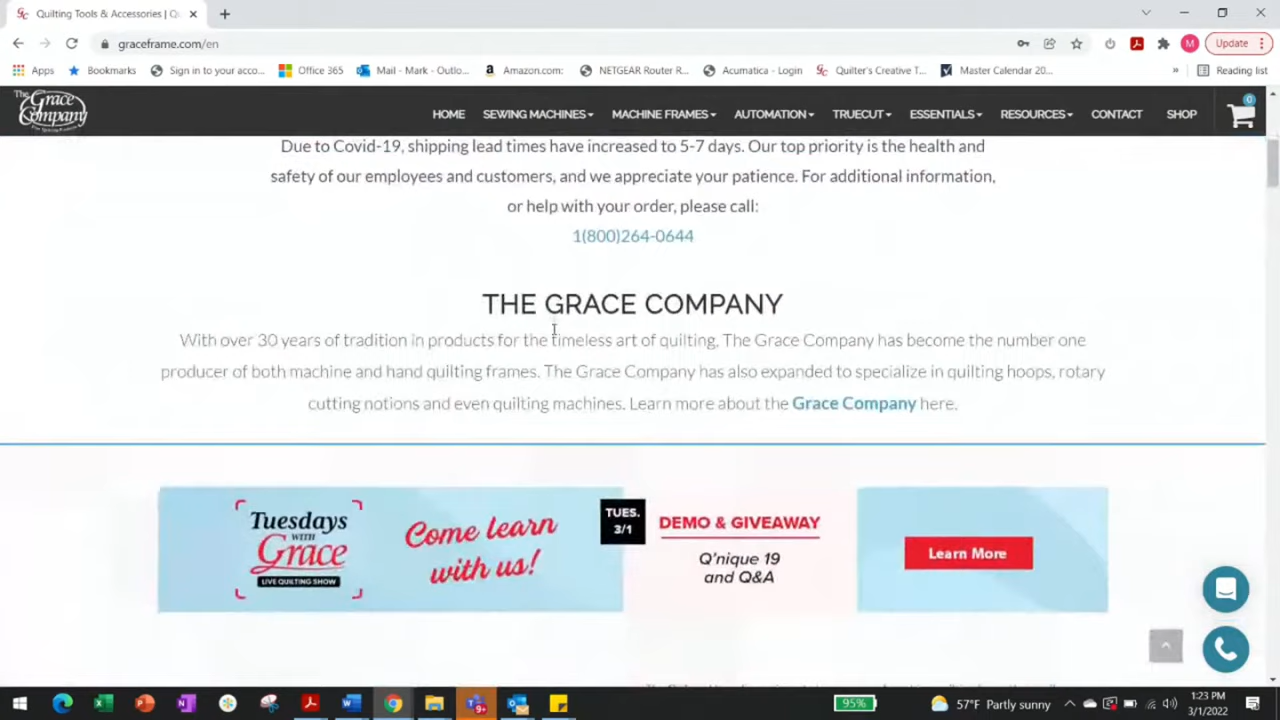 Quilting Tools & Accessories | Q
graceframe.com/en
Update
Apps
Bookmarks
Sign in to your acco...
Office 365
Mail - Mark - Outlo...
Amazon.com:
NETGEAR Router R...
Acumatica - Login
Quilter's Creative T...
Master Calendar 20...
»
Reading list
The Grace Company
HOME SEWING MACHINES MACHINE FRAMES AUTOMATION TRUECUT ESSENTIALS RESOURCES CONTACT SHOP
0
Due to Covid-19, shipping lead times have increased to 5-7 days. Our top priority is the health and
safety of our employees and customers, and we appreciate your patience. For additional information,
or help with your order, please call:
1(800)264-0644
THE GRACE COMPANY
With over 30 years of tradition in products for the timeless art of quilting, The Grace Company has become the number one
producer of both machine and hand quilting frames. The Grace Company has also expanded to specialize in quilting hoops, rotary
cutting notions and even quilting machines. Learn more about the Grace Company here.
Tuesdays
WITH
Grace
LIVE QUILTING SHOW
Come learn
with us!
TUES.
3/1
DEMO & GIVEAWAY
Q'nique 19
and Q&A
Learn More
95%
57°F Partly sunny
1:23 PM
3/1/2022